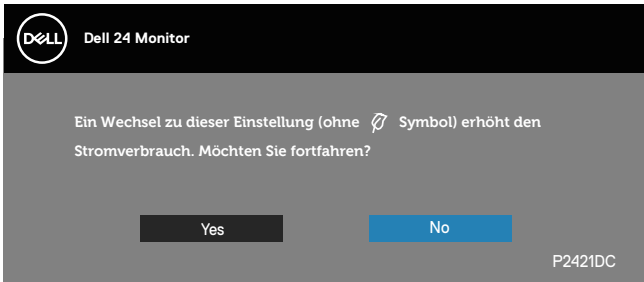 DELL Dell 24 Monitor
Ein Wechsel zu dieser Einstellung (ohne Symbol) erhöht den
Stromverbrauch. Möchten Sie fortfahren?
Yes No
P2421DC